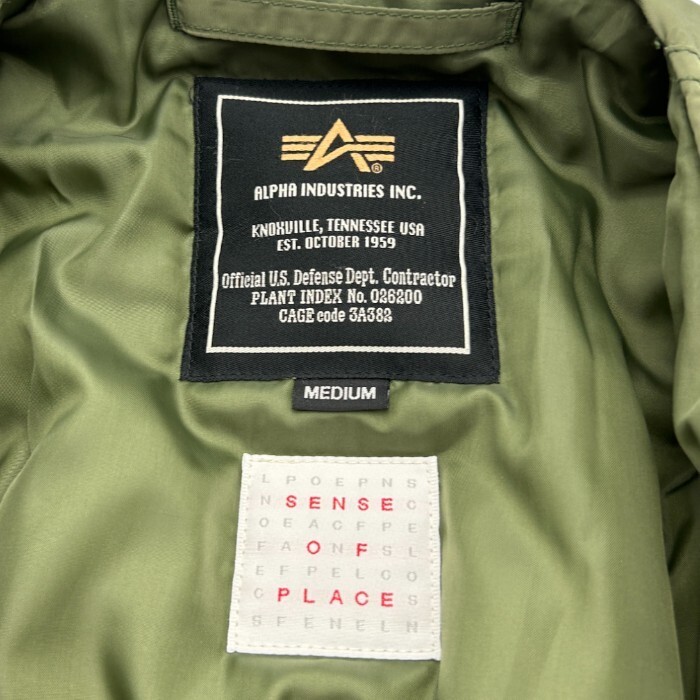 ®
ALPHA INDUSTRIES INC.
KNOXVILLE, TENNESSEE USA
EST. OCTOBER 1959
Official U.S. Defense Dept. Contractor
PLANT INDEX No. 026200
CAGE code 3A382
MEDIUM
L P O E P N S
N S E N S E C
O E A C F P E
F A O N F S L
E F P E L C O
C P L A C E S
S F E E N E L N